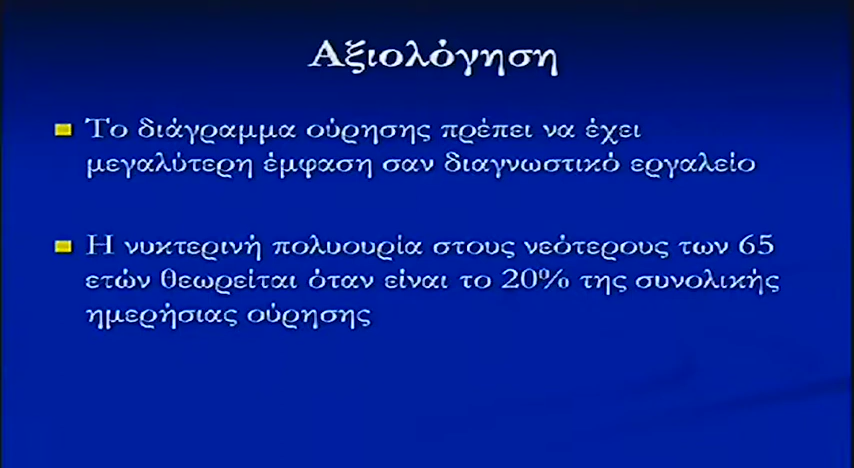 Αξιολόγηση
Το διάγραμμα ούρησης πρέπει να έχει
μεγαλύτερη έμφαση σαν διαγνωστικό εργαλείο
Η νυκτερινή πολυουρία στους νεότερους των 65
ετών θεωρείται όταν είναι το 20% της συνολικής
ημερήσιας ούρησης